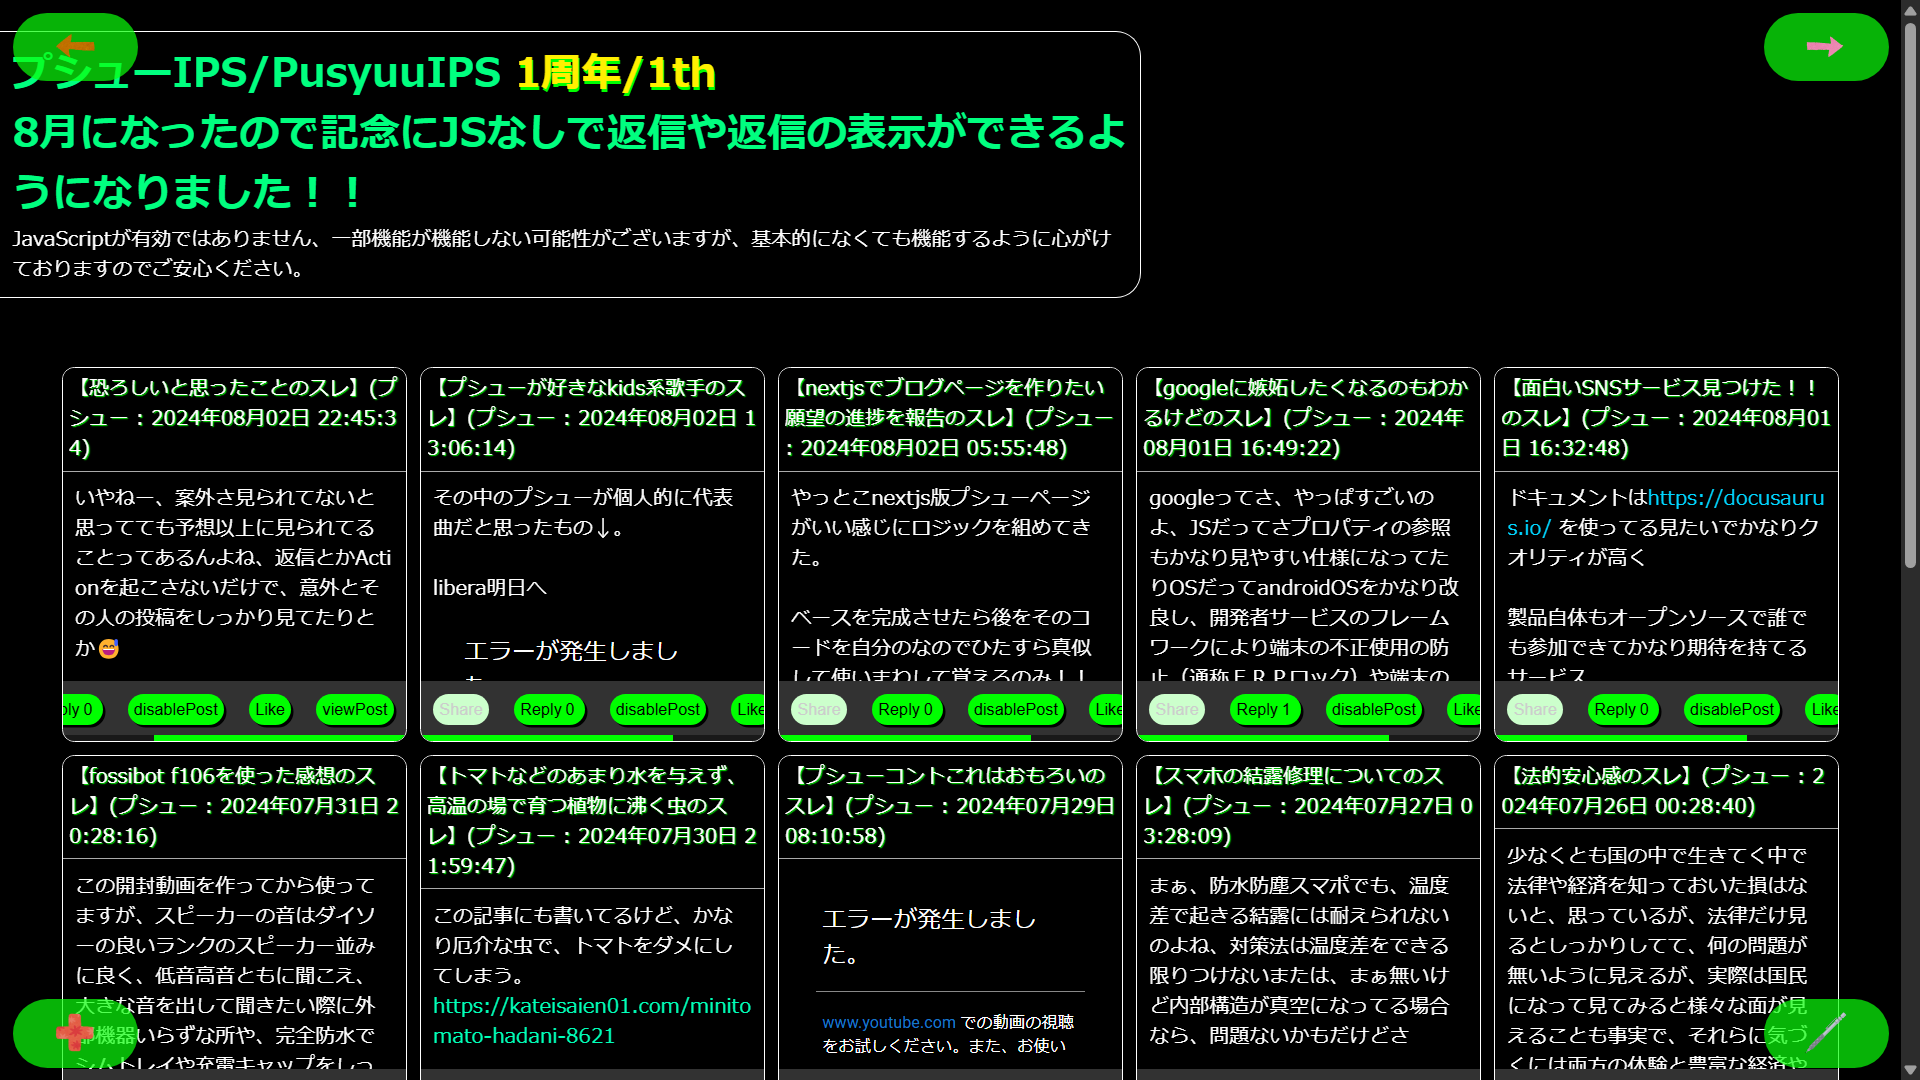 プシューIPS/PusyuuIPS 1周年/1th
8月になったので記念にJSなしで返信や返信の表示ができるよ
うになりました！！
JavaScriptが有効ではありません、一部機能が機能しない可能性がございますが、基本的になくても機能するように心がけ
ておりますのでご安心ください。
【恐ろしいと思ったことのスレ】(プ
シュー：2024年08月02日 22:45:3
4)
いやねー、案外さ見られてないと
思ってても予想以上に見られてる
ことってあるんよね、返信とかActi
onを起こさないだけで、意外とそ
の人の投稿をしっかり見てたりと
か😅
ply 0 disablePost Like viewPost
【プシューが好きなkids系歌手のス
レ】(プシュー：2024年08月02日 1
3:06:14)
その中のプシューが個人的に代表
曲だと思ったもの↓。
libera明日へ
エラーが発生しまし
た
Share Reply 0 disablePost Like
【nextjsでブログページを作りたい
願望の進捗を報告のスレ】(プシュー
：2024年08月02日 05:55:48)
やっとこnextjs版プシューページ
がいい感じにロジックを組めてき
た。
ベースを完成させたら後をそのコ
ードを自分のなのでひたすら真似
して使いまわして覚えるのみ！！
Share Reply 0 disablePost Like
【googleに嫉妬したくなるのもわか
るけどのスレ】(プシュー：2024年
08月01日 16:49:22)
googleってさ、やっぱすごいの
よ、JSだってさプロパティの参照
もかなり見やすい仕様になってた
りOSだってandroidOSをかなり改
良し、開発者サービスのフレーム
ワークにより端末の不正使用の防
止（通称ＦＲＰロック）や端末の
Share Reply 1 disablePost Like
【面白いSNSサービス見つけた！！
のスレ】(プシュー：2024年08月01
日 16:32:48)
ドキュメントはhttps://docusauru
s.io/ を使ってる見たいでかなりク
オリティが高く
製品自体もオープンソースで誰で
も参加できてかなり期待を持てる
サービス
Share Reply 0 disablePost Like
【fossibot f106を使った感想のス
レ】(プシュー：2024年07月31日 2
0:28:16)
この開封動画を作ってから使って
ますが、スピーカーの音はダイソ
ーの良いランクのスピーカー並み
に良く、低音高音ともに聞こえ、
大きな音を出して聞きたい際に外
部機器いらずな所や、完全防水で
シムトレイや充電キャップをしっ
【トマトなどのあまり水を与えず、
高温の場で育つ植物に沸く虫のス
レ】(プシュー：2024年07月30日 2
1:59:47)
この記事にも書いてるけど、かな
り厄介な虫で、トマトをダメにし
てしまう。
https://kateisaien01.com/minito
mato-hadani-8621
【プシューコントこれはおもろいの
スレ】(プシュー：2024年07月29日
08:10:58)
エラーが発生しまし
た。
www.youtube.com での動画の視聴
をお試しください。また、お使い
【スマホの結露修理についてのス
レ】(プシュー：2024年07月27日 0
3:28:09)
まぁ、防水防塵スマホでも、温度
差で起きる結露には耐えられない
のよね、対策法は温度差をできる
限りつけないまたは、まぁ無いけ
ど内部構造が真空になってる場合
なら、問題ないかもだけどさ
【法的安心感のスレ】(プシュー：2
024年07月26日 00:28:40)
少なくとも国の中で生きてく中で
法律や経済を知っておいた損はな
いと、思っているが、法律だけ見
るとしっかりしてて、何の問題が
無いように見えるが、実際は国民
になって見てみると様々な面が見
えることも事実で、それらに気づ
くには両方の体験と豊富な経済や